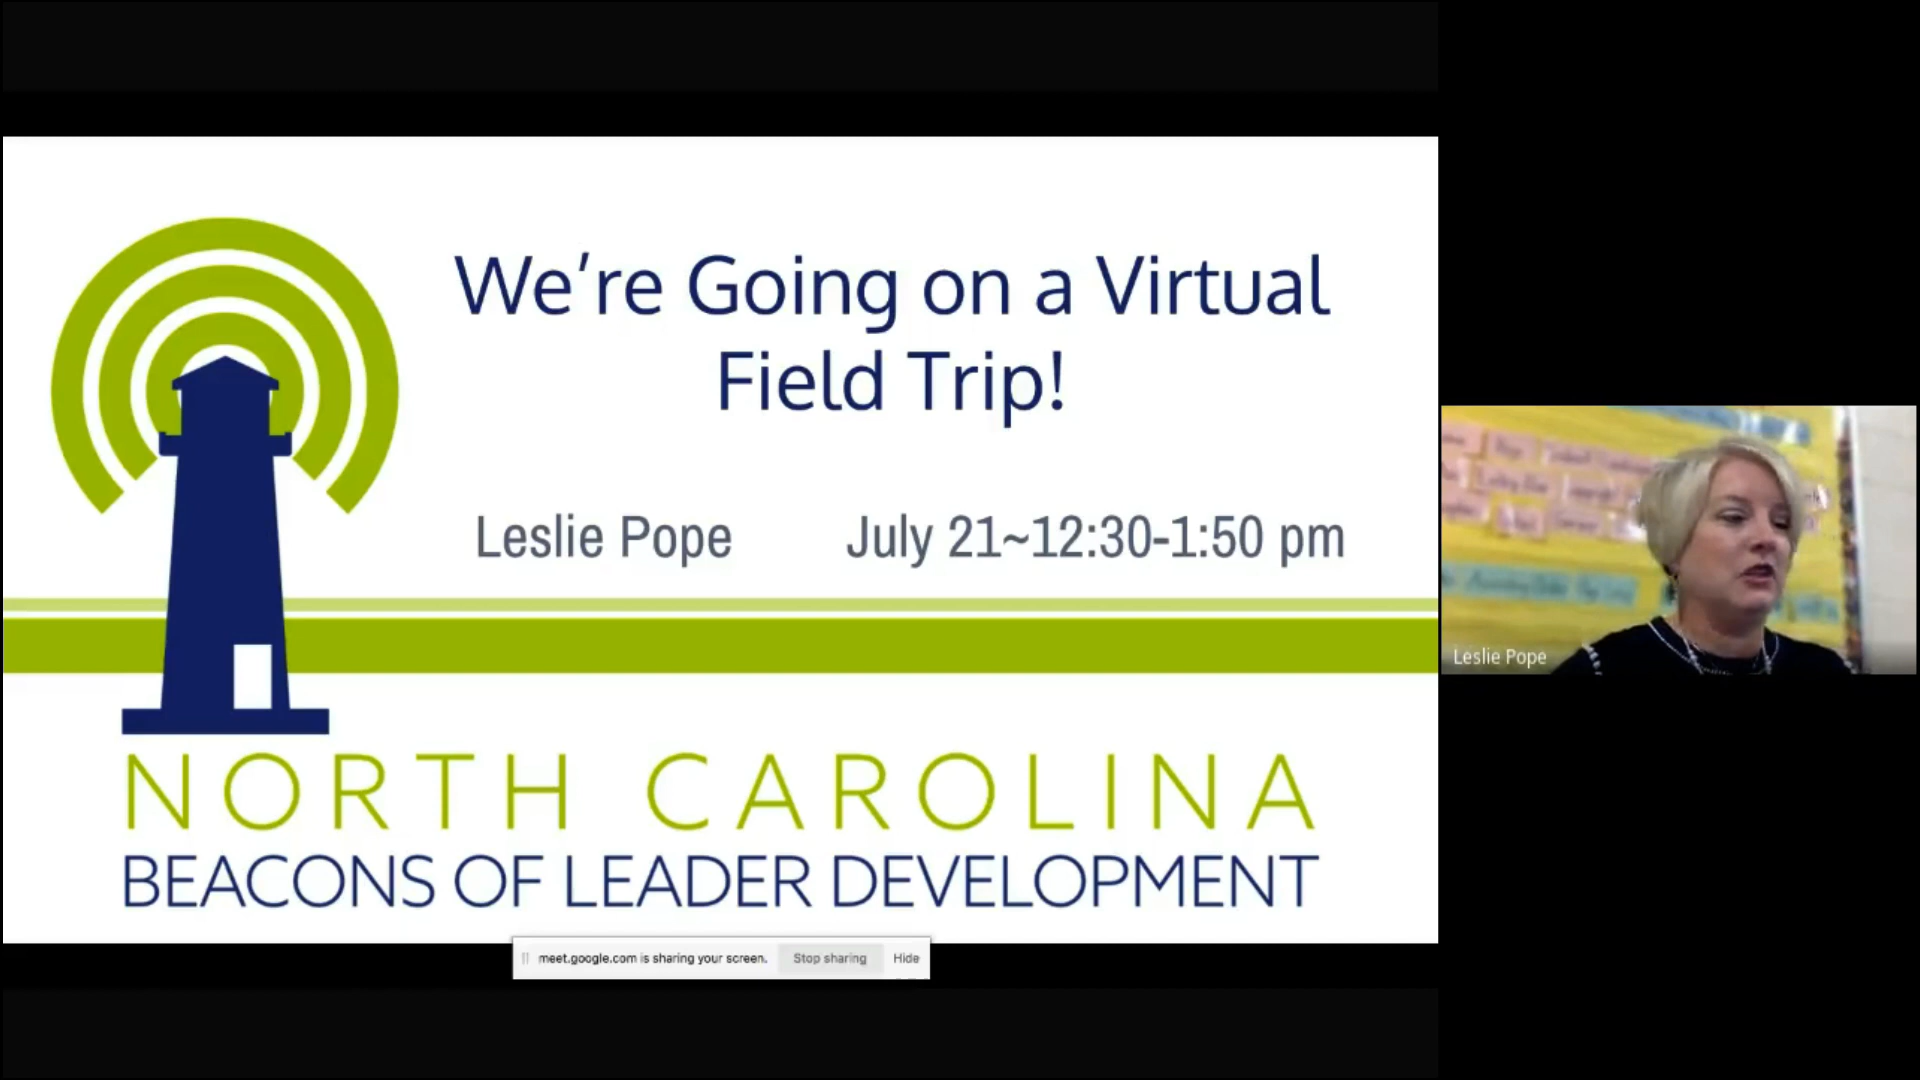 We're Going on a Virtual
Field Trip!
Leslie Pope July 21~12:30-1:50 pm
NORTH CAROLINA
BEACONS OF LEADER DEVELOPMENT
meet.google.com is sharing your screen. Stop sharing Hide
Leslie Pope